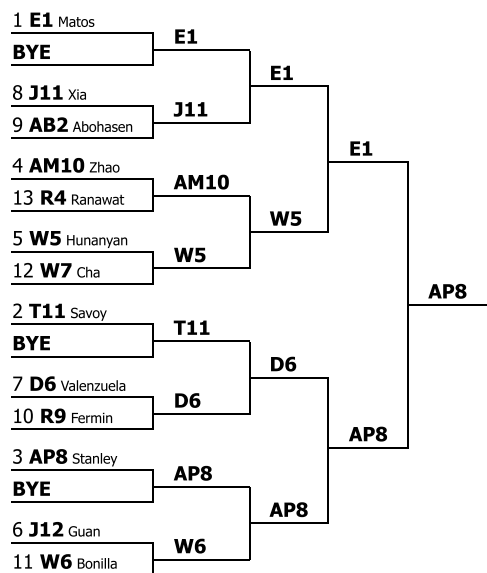 1 E1 Matos
BYE
8 J11 Xia
9 AB2 Abohasen
4 AM10 Zhao
13 R4 Ranawat
5 W5 Hunanyan
12 W7 Cha
2 T11 Savoy
BYE
7 D6 Valenzuela
10 R9 Fermin
3 AP8 Stanley
BYE
6 J12 Guan
11 W6 Bonilla
E1
J11
AM10
W5
T11
D6
AP8
W6
E1
W5
D6
AP8
E1
AP8
AP8